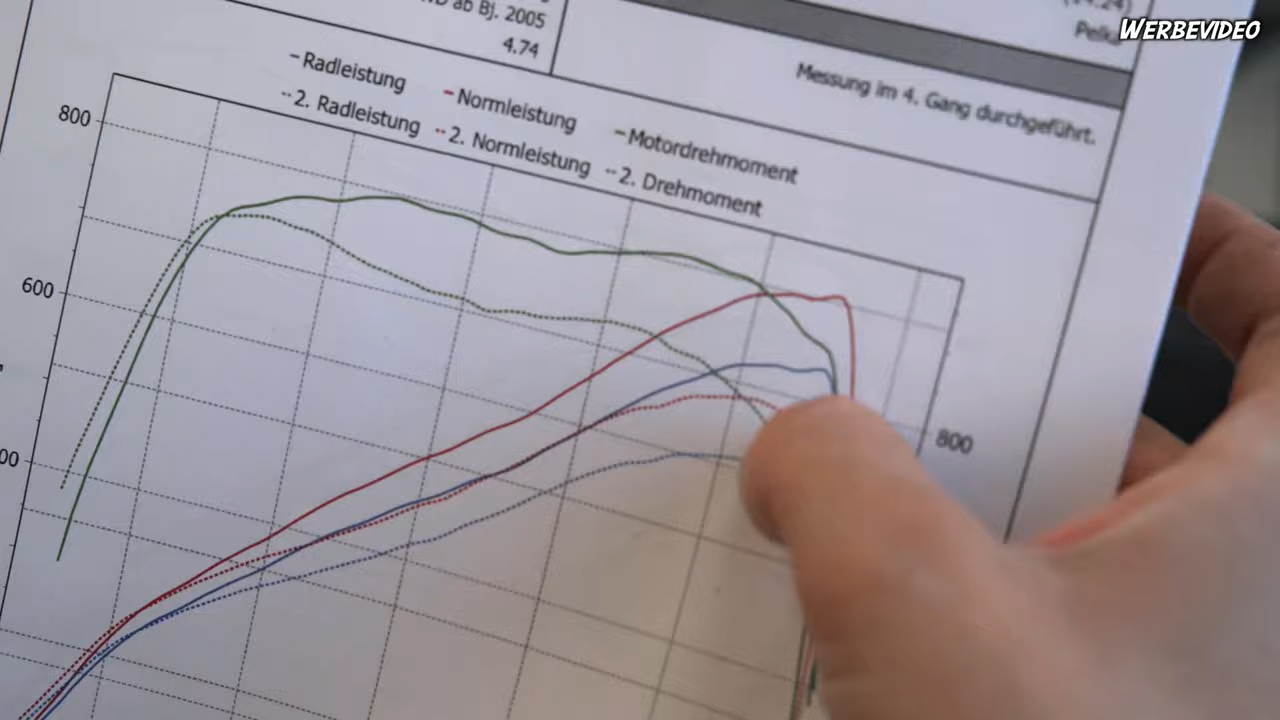 WERBEVIDEO
ab Bj. 2005
4.74
Messung im 4. Gang durchgeführt.
Radleistung
Normleistung
Motordrehmoment
2. Radleistung
2. Normleistung
2. Drehmoment
800
600
800